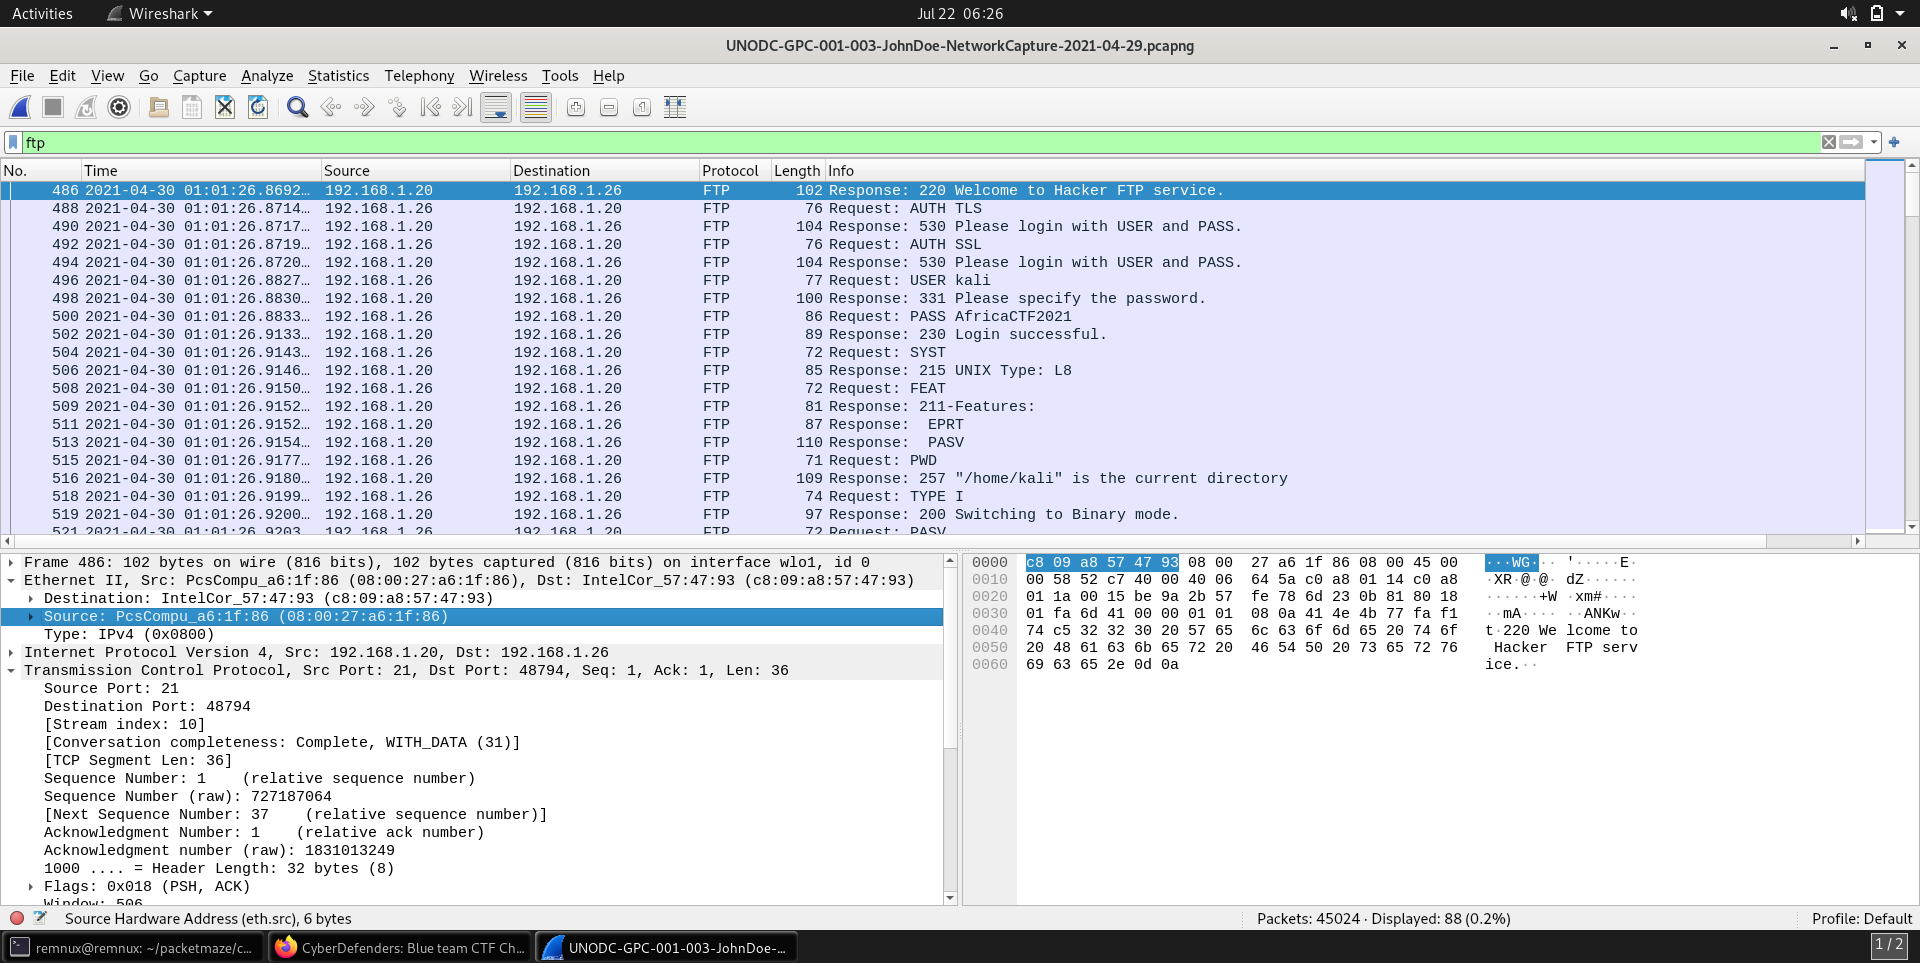 Activities Wireshark Jul 22 06:26
UNODC-GPC-001-003-JohnDoe-NetworkCapture-2021-04-29.pcapng
File Edit View Go Capture Analyze Statistics Telephony Wireless Tools Help
ftp
No. Time Source Destination Protocol Length Info
486 2021-04-30 01:01:26.8692… 192.168.1.20 192.168.1.26 FTP 102 Response: 220 Welcome to Hacker FTP service.
488 2021-04-30 01:01:26.8714… 192.168.1.26 192.168.1.20 FTP 76 Request: AUTH TLS
490 2021-04-30 01:01:26.8717… 192.168.1.20 192.168.1.26 FTP 104 Response: 530 Please login with USER and PASS.
492 2021-04-30 01:01:26.8719… 192.168.1.26 192.168.1.20 FTP 76 Request: AUTH SSL
494 2021-04-30 01:01:26.8720… 192.168.1.20 192.168.1.26 FTP 104 Response: 530 Please login with USER and PASS.
496 2021-04-30 01:01:26.8827… 192.168.1.26 192.168.1.20 FTP 77 Request: USER kali
498 2021-04-30 01:01:26.8830… 192.168.1.20 192.168.1.26 FTP 100 Response: 331 Please specify the password.
500 2021-04-30 01:01:26.8833… 192.168.1.26 192.168.1.20 FTP 86 Request: PASS AfricaCTF2021
502 2021-04-30 01:01:26.9133… 192.168.1.20 192.168.1.26 FTP 89 Response: 230 Login successful.
504 2021-04-30 01:01:26.9143… 192.168.1.26 192.168.1.20 FTP 72 Request: SYST
506 2021-04-30 01:01:26.9146… 192.168.1.20 192.168.1.26 FTP 85 Response: 215 UNIX Type: L8
508 2021-04-30 01:01:26.9150… 192.168.1.26 192.168.1.20 FTP 72 Request: FEAT
509 2021-04-30 01:01:26.9152… 192.168.1.20 192.168.1.26 FTP 81 Response: 211-Features:
511 2021-04-30 01:01:26.9152… 192.168.1.20 192.168.1.26 FTP 87 Response: EPRT
513 2021-04-30 01:01:26.9154… 192.168.1.20 192.168.1.26 FTP 110 Response: PASV
515 2021-04-30 01:01:26.9177… 192.168.1.26 192.168.1.20 FTP 71 Request: PWD
516 2021-04-30 01:01:26.9180… 192.168.1.20 192.168.1.26 FTP 109 Response: 257 "/home/kali" is the current directory
518 2021-04-30 01:01:26.9199… 192.168.1.26 192.168.1.20 FTP 74 Request: TYPE I
519 2021-04-30 01:01:26.9200… 192.168.1.20 192.168.1.26 FTP 97 Response: 200 Switching to Binary mode.
521 2021-04-30 01:01:26.9203… 192.168.1.26 192.168.1.20 FTP 72 Request: PASV
Frame 486: 102 bytes on wire (816 bits), 102 bytes captured (816 bits) on interface wlo1, id 0
Ethernet II, Src: PcsCompu_a6:1f:86 (08:00:27:a6:1f:86), Dst: IntelCor_57:47:93 (c8:09:a8:57:47:93)
Destination: IntelCor_57:47:93 (c8:09:a8:57:47:93)
Source: PcsCompu_a6:1f:86 (08:00:27:a6:1f:86)
Type: IPv4 (0x0800)
Internet Protocol Version 4, Src: 192.168.1.20, Dst: 192.168.1.26
Transmission Control Protocol, Src Port: 21, Dst Port: 48794, Seq: 1, Ack: 1, Len: 36
Source Port: 21
Destination Port: 48794
[Stream index: 10]
[Conversation completeness: Complete, WITH_DATA (31)]
[TCP Segment Len: 36]
Sequence Number: 1 (relative sequence number)
Sequence Number (raw): 727187064
[Next Sequence Number: 37 (relative sequence number)]
Acknowledgment Number: 1 (relative ack number)
Acknowledgment number (raw): 1831013249
1000 .... = Header Length: 32 bytes (8)
Flags: 0x018 (PSH, ACK)
Window: 506
0000 c8 09 a8 57 47 93 08 00 27 a6 1f 86 08 00 45 00 ···WG··· '·····E·
0010 00 58 52 c7 40 00 40 06 64 5a c0 a8 01 14 c0 a8 ·XR·@·@· dZ······
0020 01 1a 00 15 be 9a 2b 57 fe 78 6d 23 0b 81 80 18 ······+W ·xm#····
0030 01 fa 6d 41 00 00 01 01 08 0a 41 4e 4b 77 fa f1 ··mA···· ··ANKw··
0040 74 c5 32 32 30 20 57 65 6c 63 6f 6d 65 20 74 6f t·220 We lcome to
0050 20 48 61 63 6b 65 72 20 46 54 50 20 73 65 72 76 Hacker FTP serv
0060 69 63 65 2e 0d 0a ice.··
Source Hardware Address (eth.src), 6 bytes Packets: 45024 · Displayed: 88 (0.2%) Profile: Default
remnux@remnux: ~/packetmaze/c… CyberDefenders: Blue team CTF Ch… UNODC-GPC-001-003-JohnDoe-… 1 / 2